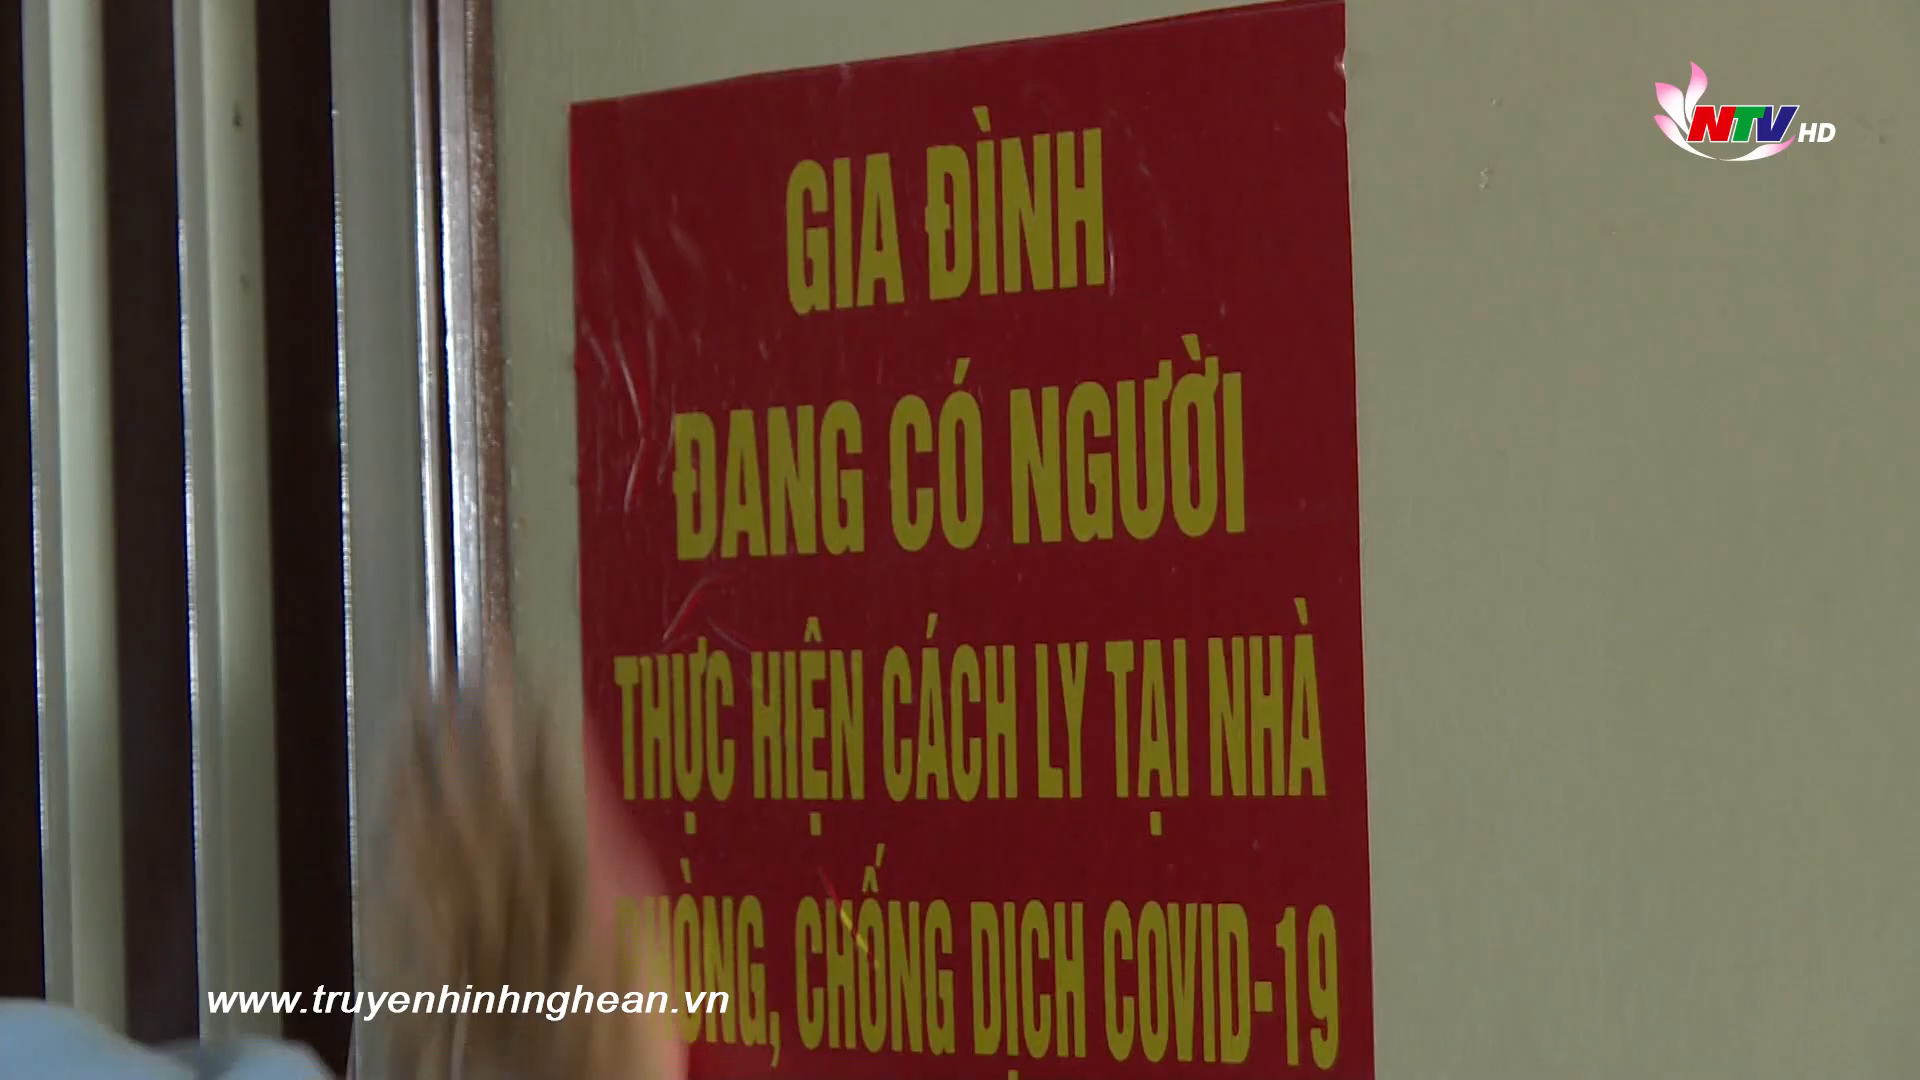 NTV HD
GIA ĐÌNH
ĐANG CÓ NGƯỜI
THỰC HIỆN CÁCH LY TẠI NHÀ
PHÒNG, CHỐNG DỊCH COVID-19
www.truyenhinhnghean.vn